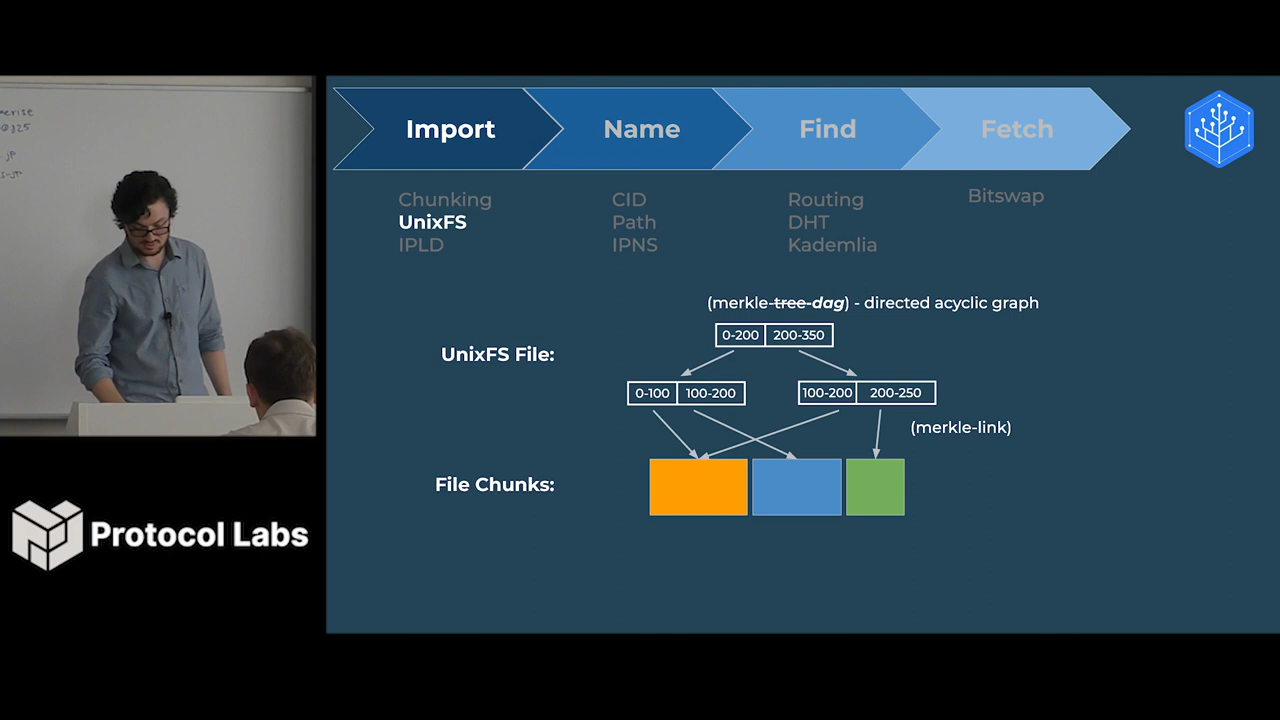 Import
Name
Find
Fetch
Chunking
UnixFS
IPLD
CID
Path
IPNS
Routing
DHT
Kademlia
Bitswap
(merkle-tree-dag) - directed acyclic graph
UnixFS File:
0-200 200-350
0-100 100-200
100-200 200-250
(merkle-link)
File Chunks:
Protocol Labs